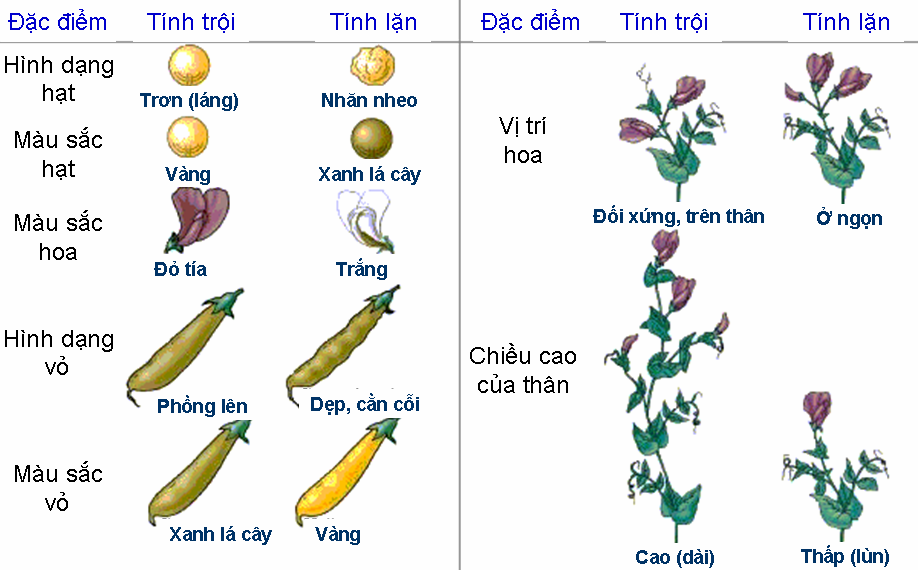 Đặc điểm Tính trội Tính lặn
Hình dạng
hạt
Trơn (láng) Nhăn nheo
Màu sắc
hạt
Vàng Xanh lá cây
Màu sắc
hoa
Đỏ tía Trắng
Hình dạng
vỏ
Phồng lên Dẹp, cằn cỗi
Màu sắc
vỏ
Xanh lá cây Vàng
Đặc điểm Tính trội Tính lặn
Vị trí
hoa
Đối xứng, trên thân Ở ngọn
Chiều cao
của thân
Cao (dài) Thấp (lùn)